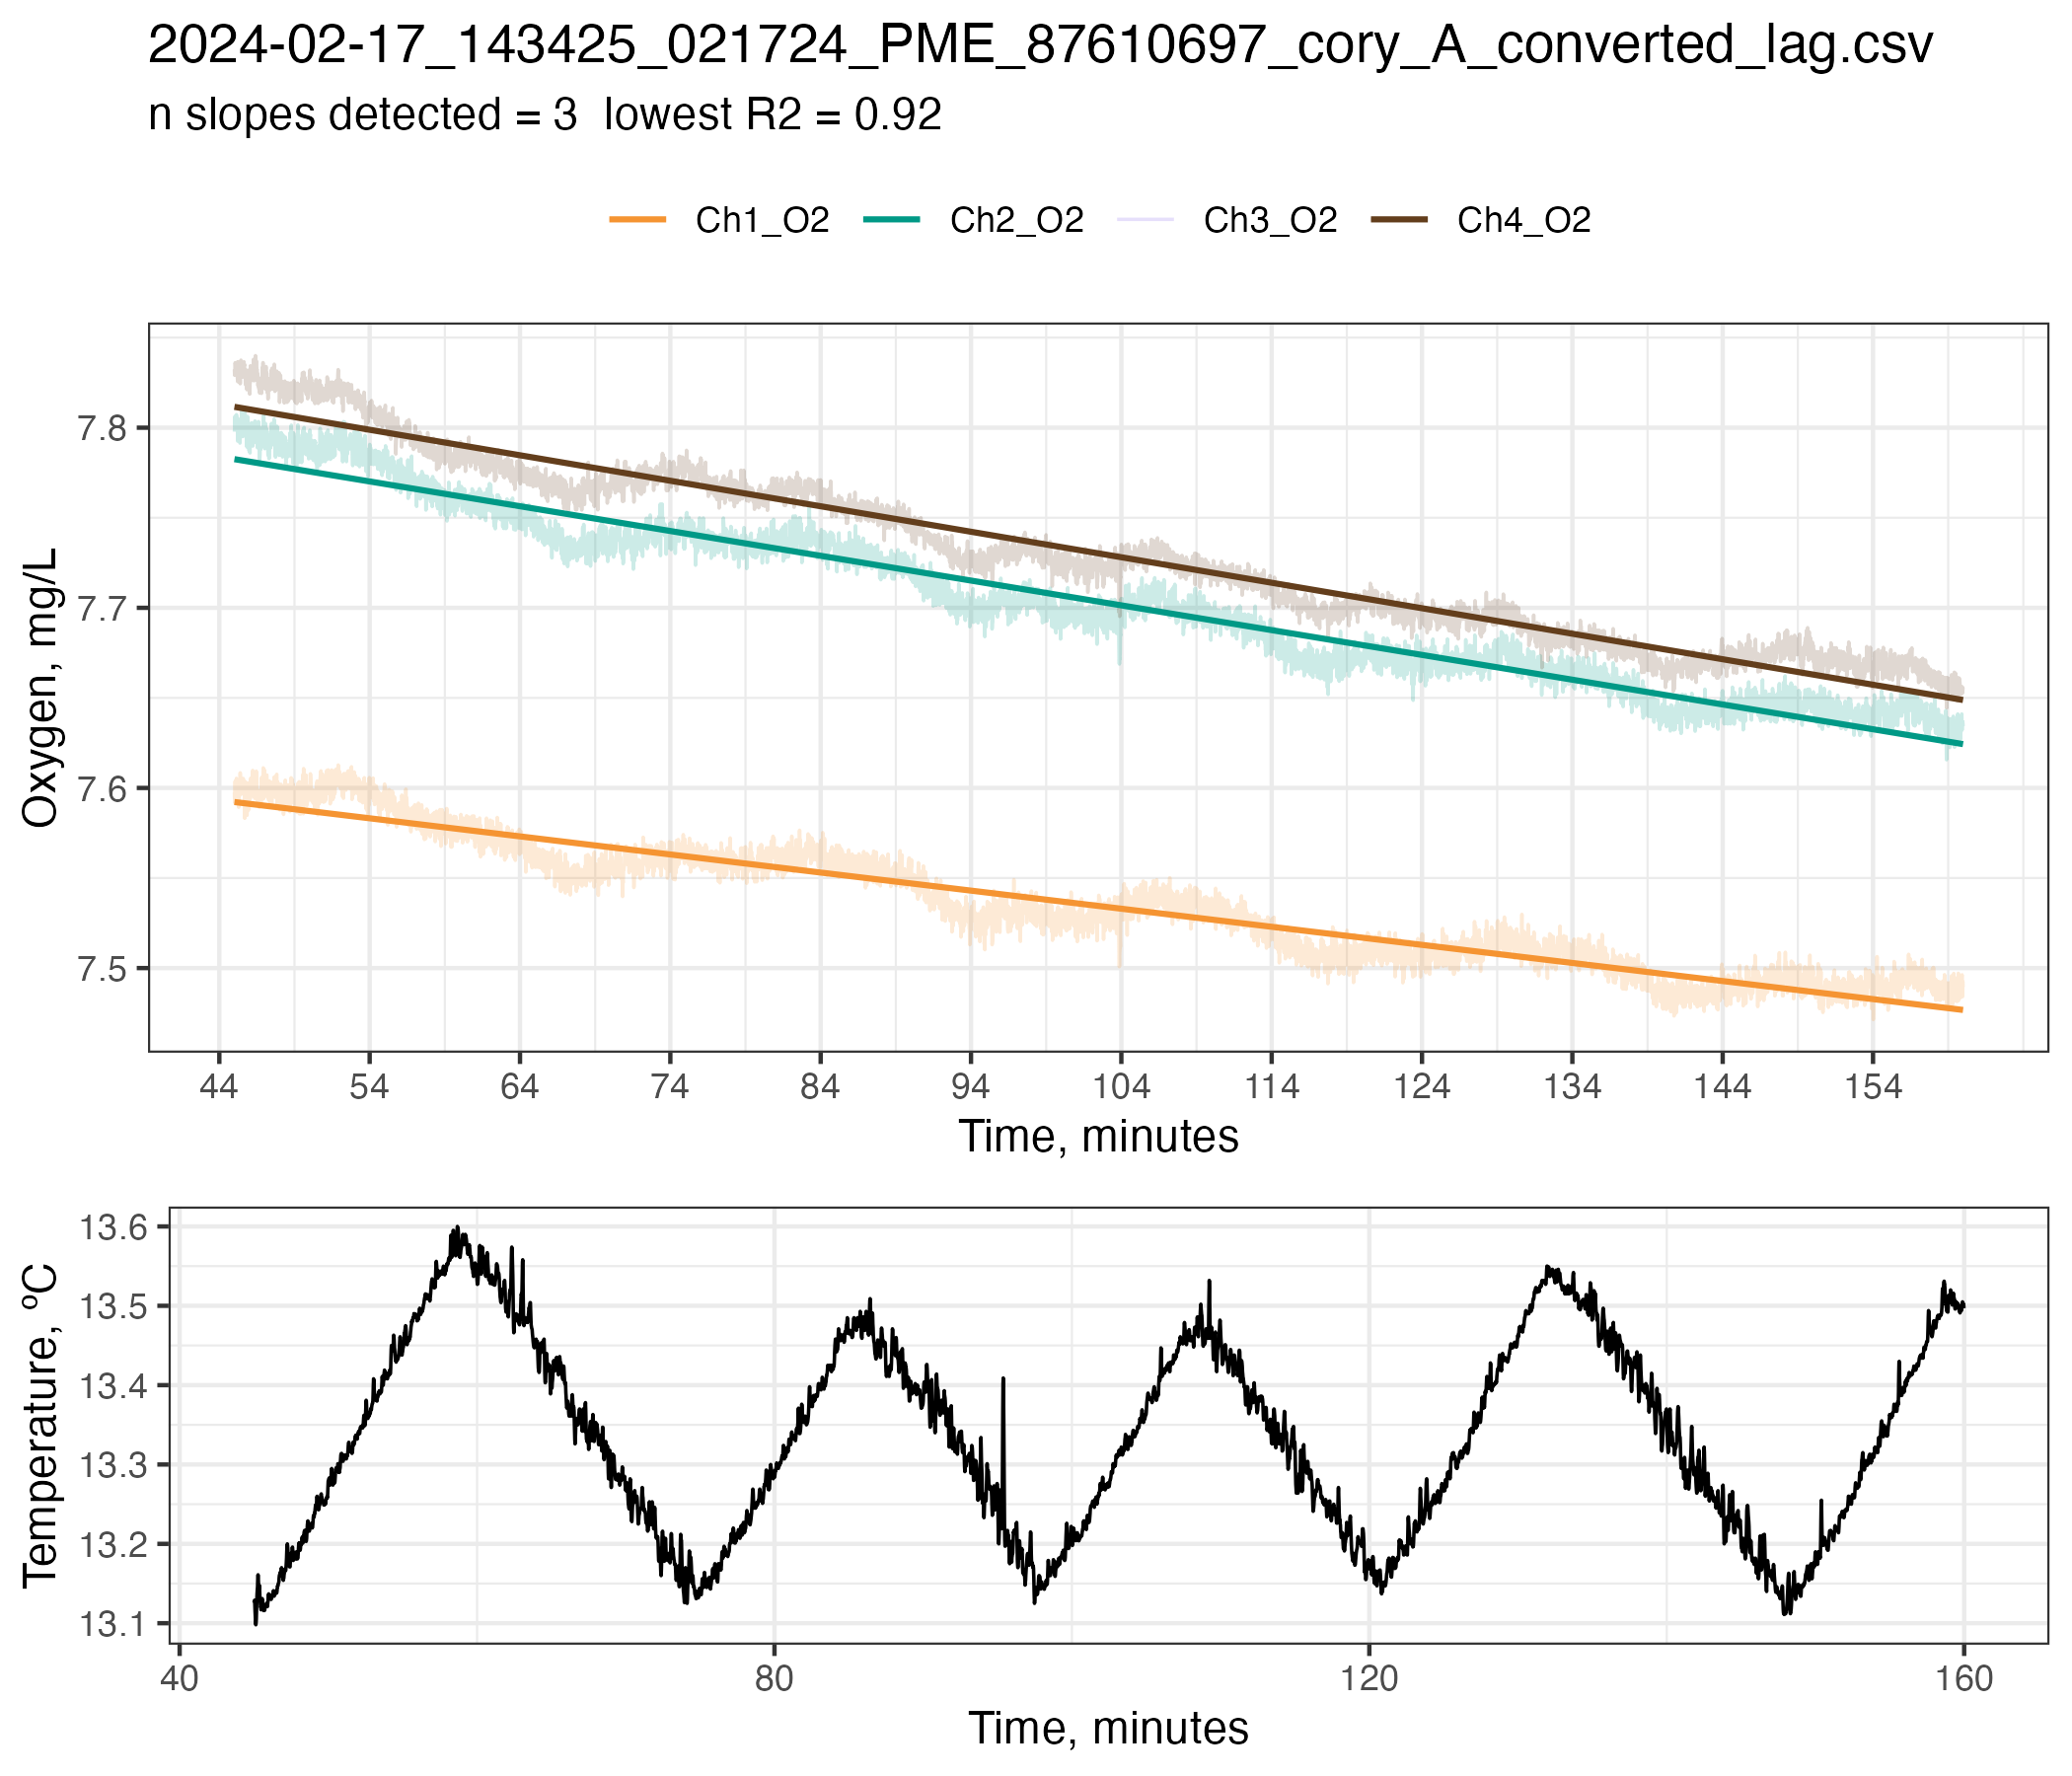 2024-02-17_143425_021724_PME_87610697_cory_A_converted_lag.csv
n slopes detected = 3  lowest R2 = 0.92
Ch1_O2 Ch2_O2 Ch3_O2 Ch4_O2
Oxygen, mg/L
7.8
7.7
7.6
7.5
44 54 64 74 84 94 104 114 124 134 144 154
Time, minutes
Temperature, ºC
13.6
13.5
13.4
13.3
13.2
13.1
40 80 120 160
Time, minutes